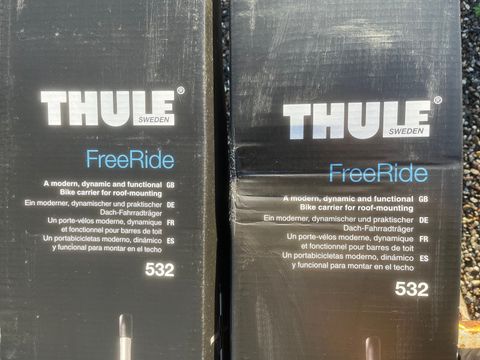 THULE®
SWEDEN
FreeRide
A modern, dynamic and functional GB
Bike carrier for roof-mounting
Ein moderner, dynamischer und praktischer DE
Dach-Fahrradträger
Un porte-vélos moderne, dynamique FR
et fonctionnel pour barres de toit
Un portabicicletas moderno, dinámico ES
y funcional para montar en el techo
532
THULE®
SWEDEN
FreeRide
A modern, dynamic and functional GB
Bike carrier for roof-mounting
Ein moderner, dynamischer und praktischer DE
Dach-Fahrradträger
Un porte-vélos moderne, dynamique FR
et fonctionnel pour barres de toit
Un portabicicletas moderno, dinámico ES
y funcional para montar en el techo
532